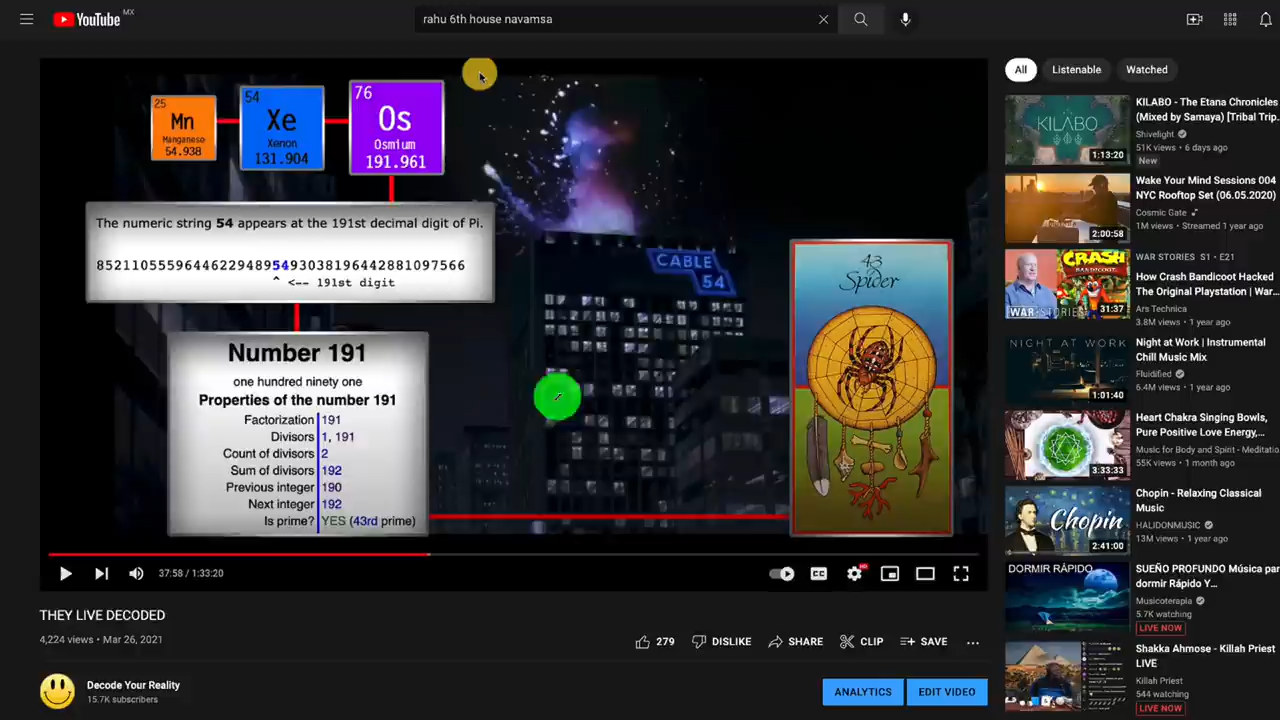 YouTube MX
rahu 6th house navamsa
25
Mn
Manganese
54.938
54
Xe
Xenon
131.904
76
Os
Osmium
191.961
The numeric string 54 appears at the 191st decimal digit of Pi.
85211055596446229489549303819644288109756 6
^ <-- 191st digit
Number 191
one hundred ninety one
Properties of the number 191
Factorization 191
Divisors 1, 191
Count of divisors 2
Sum of divisors 192
Previous integer 190
Next integer 192
Is prime? YES (43rd prime)
CABLE
54
43
Spider
37:58 / 1:33:20
CC
HD
THEY LIVE DECODED
4,224 views • Mar 26, 2021
279 DISLIKE SHARE CLIP SAVE
Decode Your Reality
15.7K subscribers
ANALYTICS EDIT VIDEO
All Listenable Watched
KILABO
1:13:20
KILABO - The Etana Chronicles
(Mixed by Samaya) [Tribal Trip...
Shivelight
51K views • 6 days ago
New
2:00:58
Wake Your Mind Sessions 004
NYC Rooftop Set (06.05.2020)
Cosmic Gate
1M views • Streamed 1 year ago
CRASH
BANDICOOT
WAR STORIES
31:37
WAR STORIES S1 • E21
How Crash Bandicoot Hacked
The Original Playstation | War...
Ars Technica
3.8M views • 1 year ago
NIGHT AT WORK
1:01:40
Night at Work | Instrumental
Chill Music Mix
Fluidified
6.4M views • 1 year ago
3:33:33
Heart Chakra Singing Bowls,
Pure Positive Love Energy,...
Music for Body and Spirit - Meditatio
55K views • 1 month ago
Chopin
2:41:00
Chopin - Relaxing Classical
Music
HALIDONMUSIC
13M views • 1 year ago
DORMIR RÁPIDO
SUEÑO PROFUNDO Música para
dormir Rápido Y...
Musicoterapia
5.7K watching
LIVE NOW
Shakka Ahmose - Killah Priest
LIVE
Killah Priest
544 watching
LIVE NOW